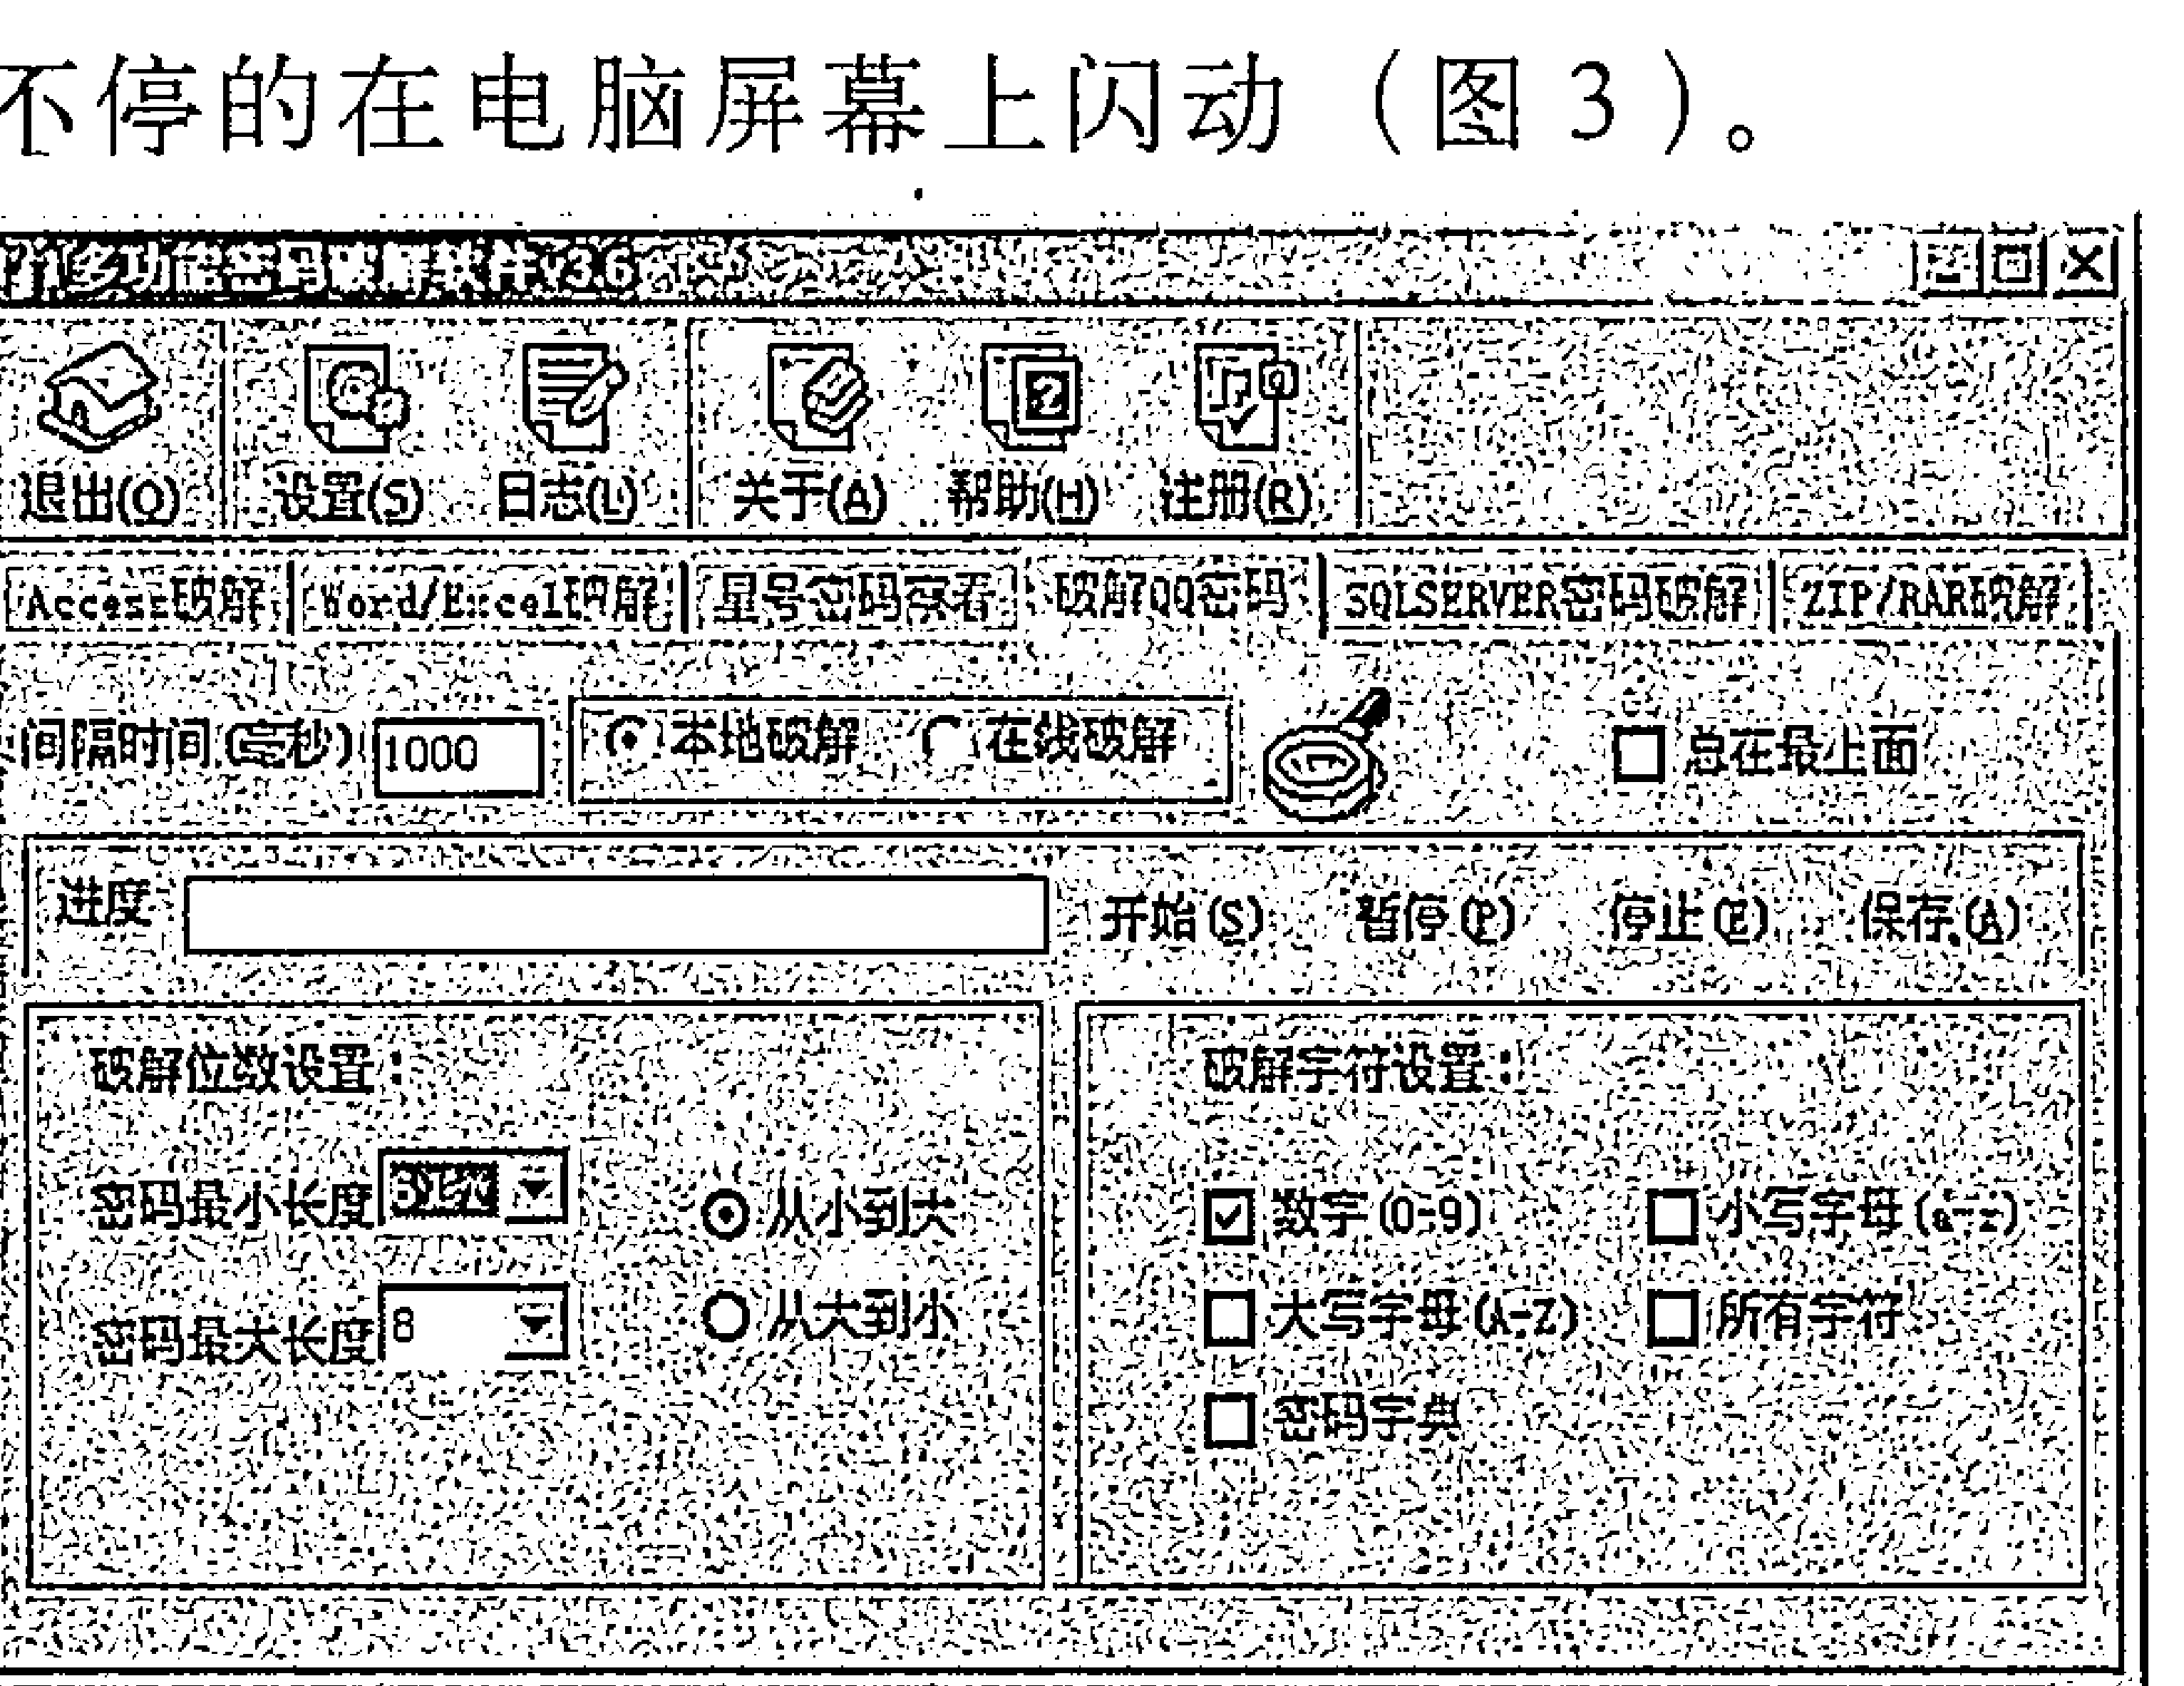 不停的在电脑屏幕上闪动（图3）。
多功能密码破解软件v3.6
退出(O) 设置(S) 日志(L) 关于(A) 帮助(H) 注册(R)
Access破解 Word/Excel破解 星号密码察看 破解QQ密码 SQLSERVER密码破解 ZIP/RAR破解
间隔时间(毫秒) 1000 本地破解 在线破解 总在最上面
进度 开始(S) 暂停(P) 停止(E) 保存(A)
破解位数设置: 破解字符设置:
密码最小长度 从小到大 数字(0-9) 小写字母(a-z)
密码最大长度 8 从大到小 大写字母(A-Z) 所有字符
密码字典